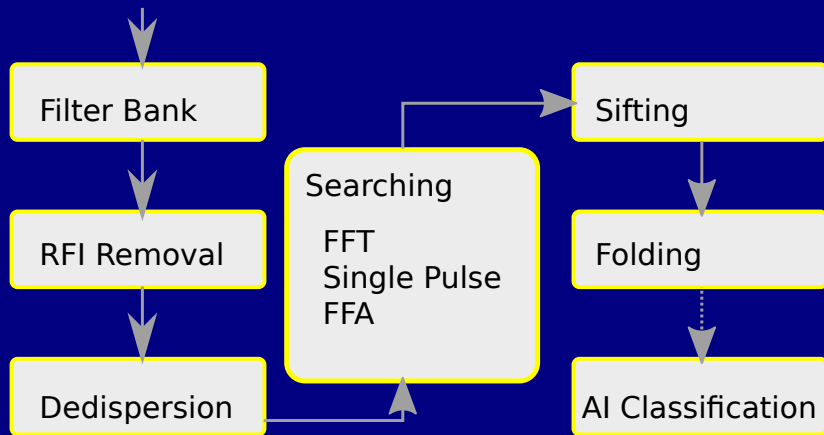 Filter Bank
RFI Removal
Dedispersion
Searching
FFT
Single Pulse
FFA
Sifting
Folding
AI Classification